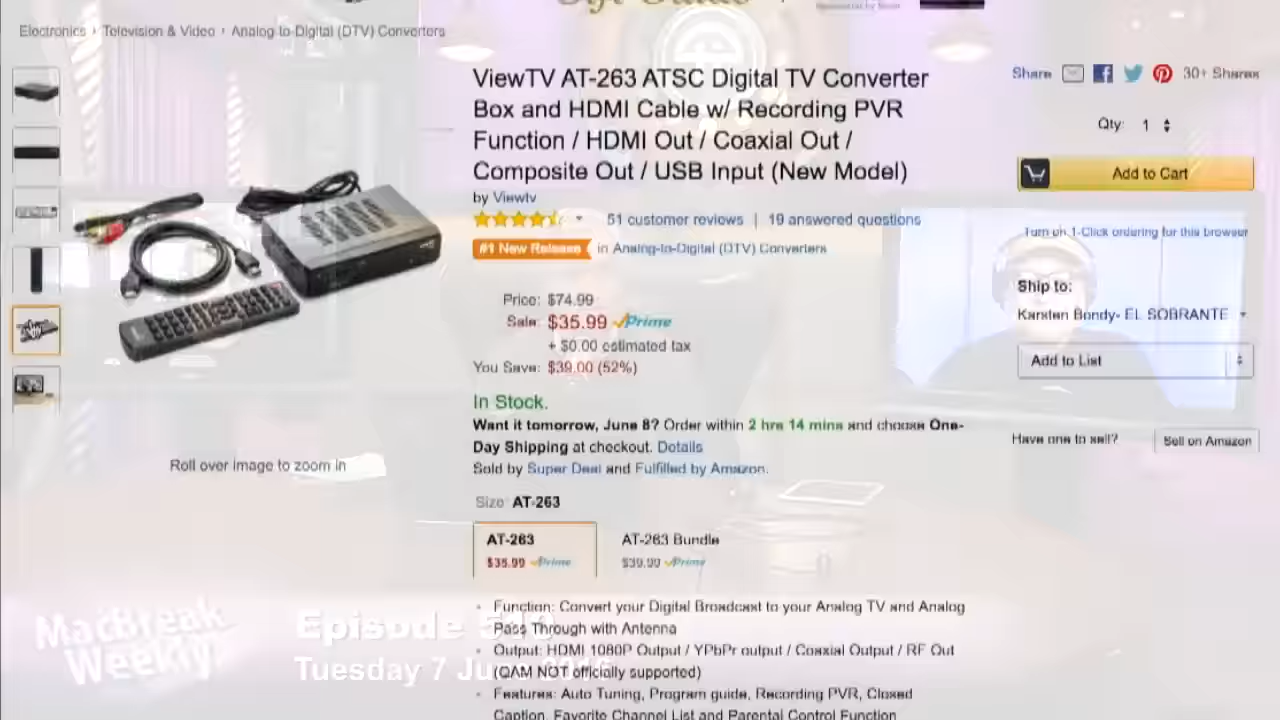 Electronics › Television & Video › Analog-to-Digital (DTV) Converters
ViewTV AT-263 ATSC Digital TV Converter
Box and HDMI Cable w/ Recording PVR
Function / HDMI Out / Coaxial Out /
Composite Out / USB Input (New Model)
by Viewtv
51 customer reviews | 19 answered questions
#1 New Release in Analog-to-Digital (DTV) Converters
Price: $74.99
Sale: $35.99 Prime
+ $0.00 estimated tax
You Save: $39.00 (52%)
In Stock.
Want it tomorrow, June 8? Order within 2 hrs 14 mins and choose One-
Day Shipping at checkout. Details
Sold by Super Deal and Fulfilled by Amazon.
Size: AT-263
AT-263
$35.99 Prime
AT-263 Bundle
$39.99 Prime
• Function: Convert your Digital Broadcast to your Analog TV and Analog
Pass Through with Antenna
• Output: HDMI 1080P Output / YPbPr output / Coaxial Output / RF Out
(QAM NOT officially supported)
• Features: Auto Tuning, Program guide, Recording PVR, Closed
Caption, Favorite Channel List and Parental Control Function
Roll over image to zoom in
Share 30+ Shares
Qty: 1
Add to Cart
Turn on 1-Click ordering for this browser
Ship to:
Karsten Bondy- EL SOBRANTE
Add to List
Have one to sell? Sell on Amazon
MacBreak
Weekly
Episode
Tuesday 7 June